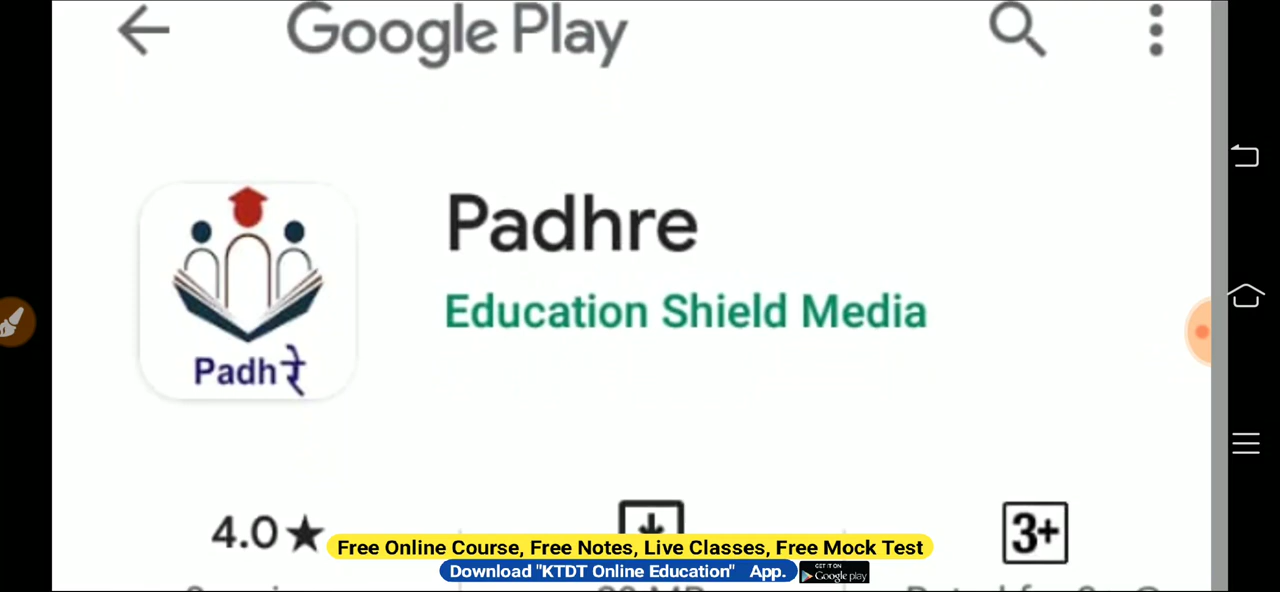 Google Play
Padhre
Education Shield Media
Padhरे
4.0★
3+
Free Online Course, Free Notes, Live Classes, Free Mock Test
Download "KTDT Online Education" App.
GET IT ON
Google play